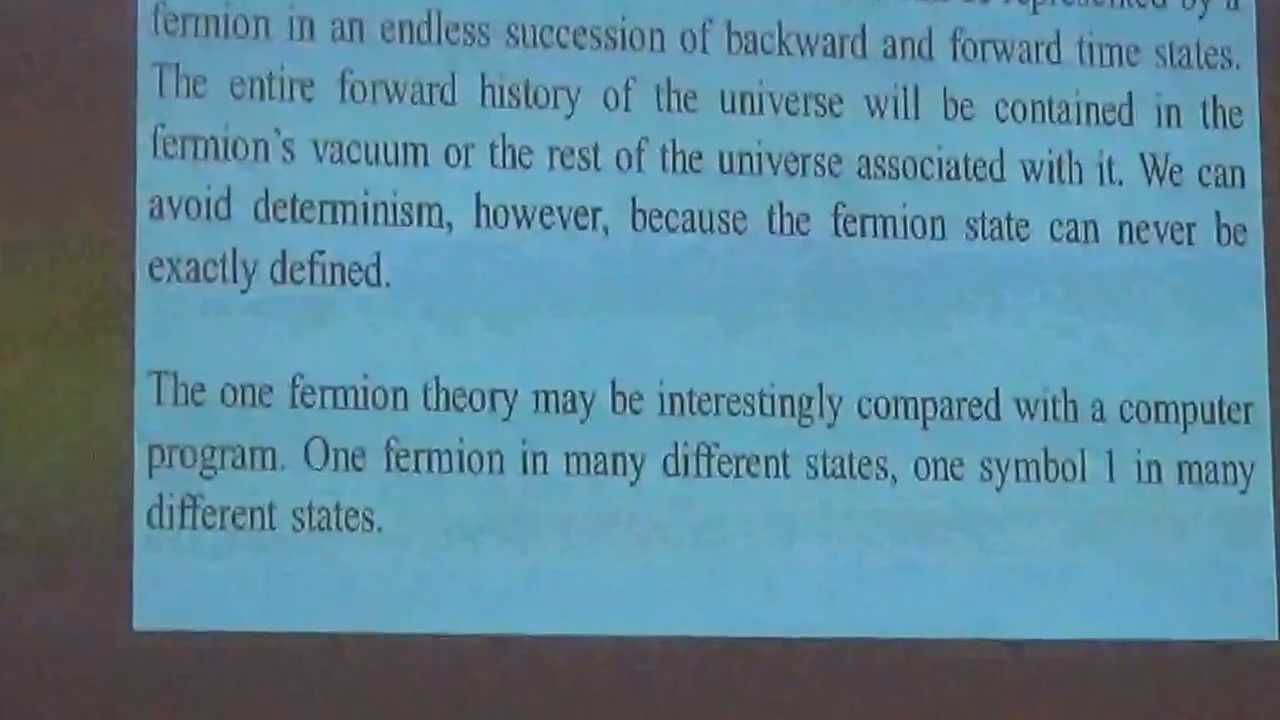 represented by a
fermion in an endless succession of backward and forward time states.
The entire forward history of the universe will be contained in the
fermion's vacuum or the rest of the universe associated with it. We can
avoid determinism, however, because the fermion state can never be
exactly defined.
The one fermion theory may be interestingly compared with a computer
program. One fermion in many different states, one symbol 1 in many
different states.